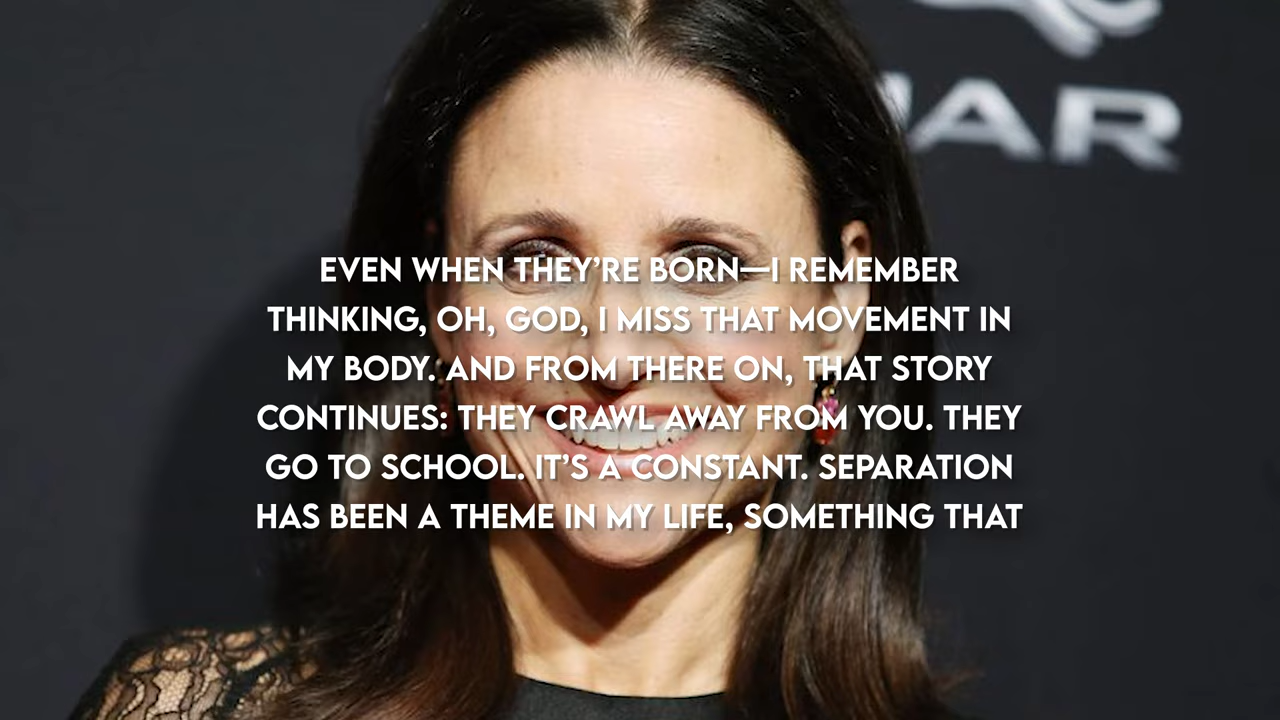 UAR
EVEN WHEN THEY’RE BORN—I REMEMBER
THINKING, OH, GOD, I MISS THAT MOVEMENT IN
MY BODY. AND FROM THERE ON, THAT STORY
CONTINUES: THEY CRAWL AWAY FROM YOU. THEY
GO TO SCHOOL. IT’S A CONSTANT. SEPARATION
HAS BEEN A THEME IN MY LIFE, SOMETHING THAT